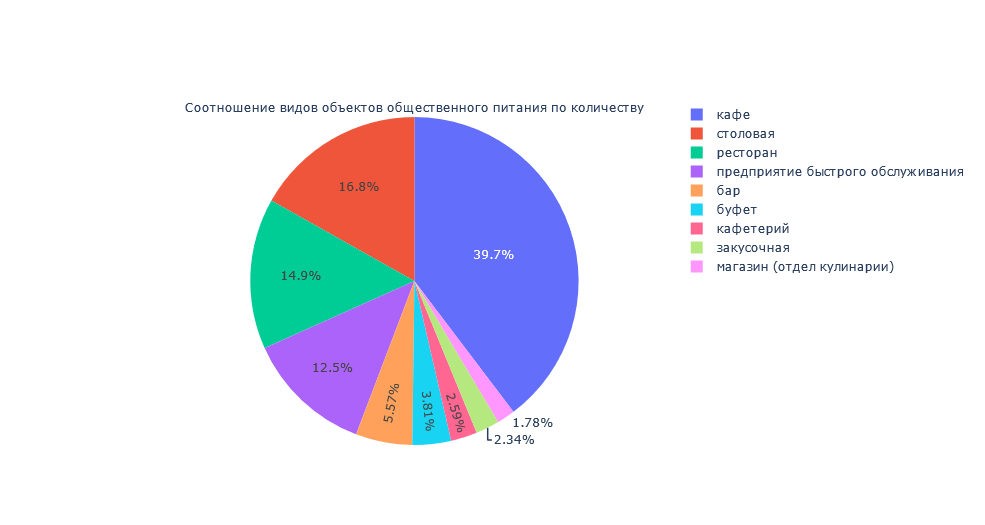 Соотношение видов объектов общественного питания по количеству
кафе
столовая
ресторан
предприятие быстрого обслуживания
бар
буфет
кафетерий
закусочная
магазин (отдел кулинарии)
16.8%
39.7%
14.9%
12.5%
5.57%
3.81%
2.59%
1.78%
2.34%